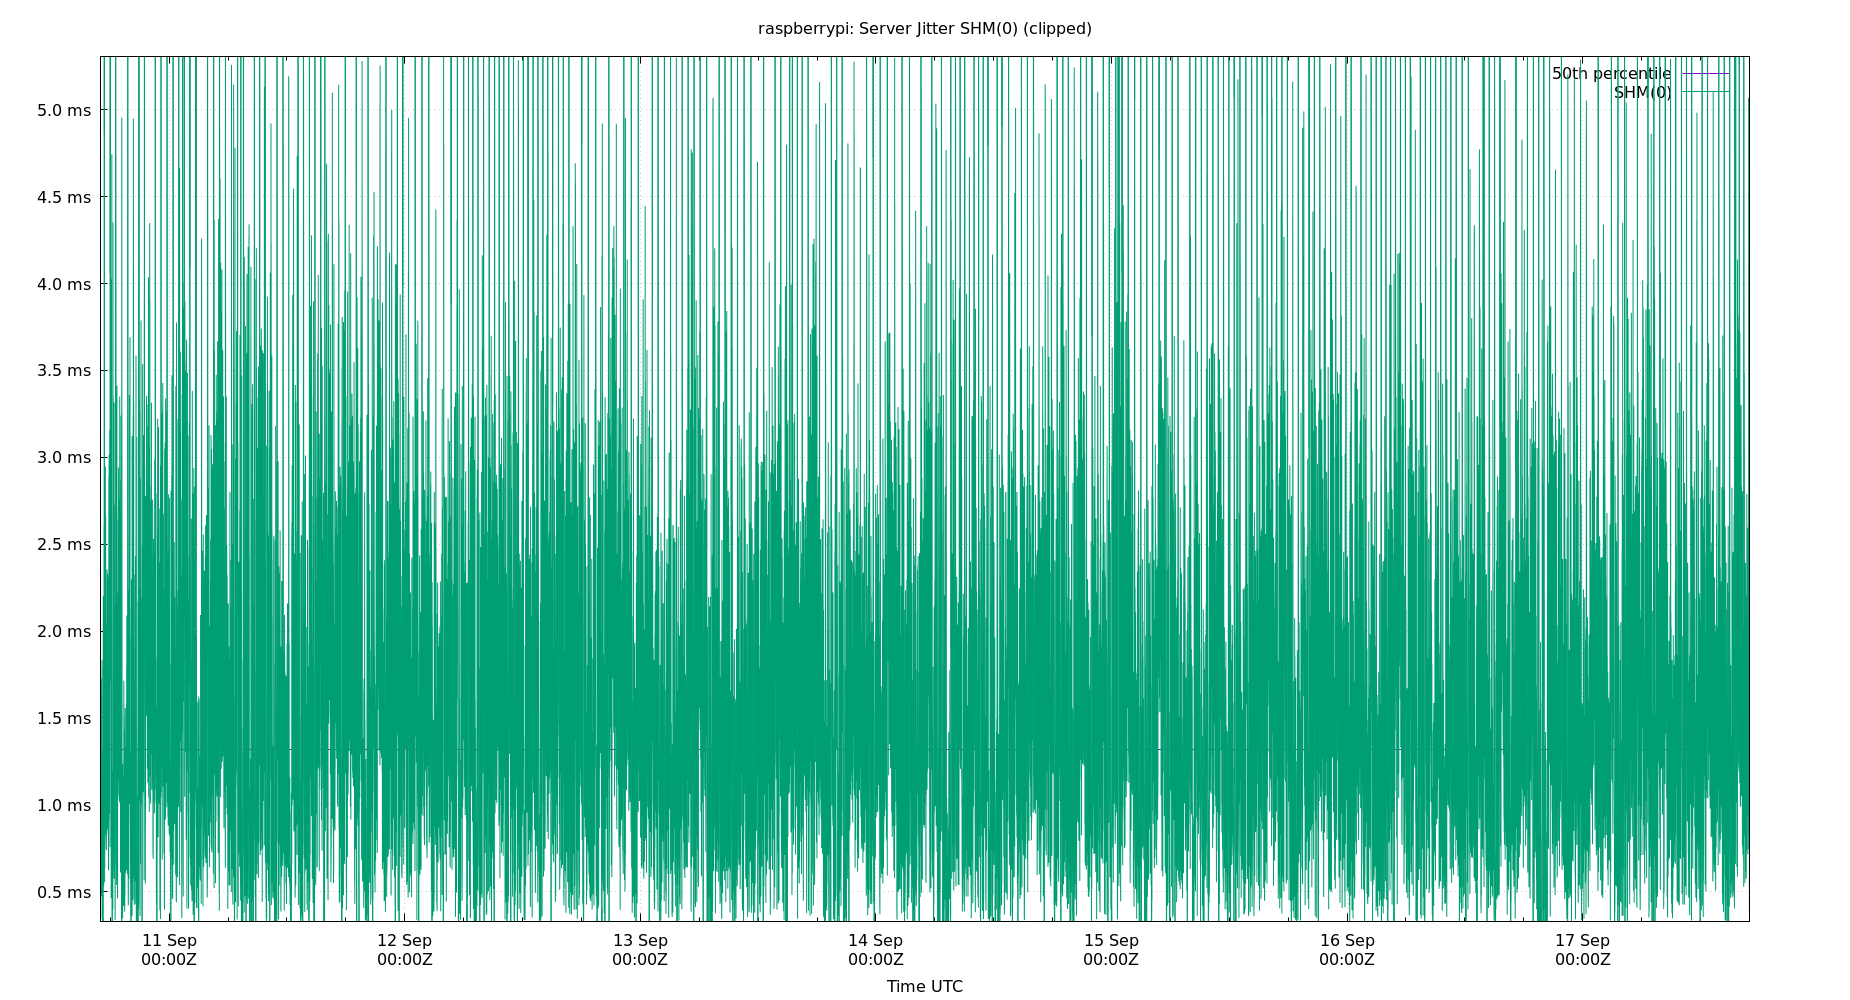 raspberrypi: Server Jitter SHM(0) (clipped)
50th percentile
SHM(0)
5.0 ms
4.5 ms
4.0 ms
3.5 ms
3.0 ms
2.5 ms
2.0 ms
1.5 ms
1.0 ms
0.5 ms
11 Sep 12 Sep 13 Sep 14 Sep 15 Sep 16 Sep 17 Sep
00:00Z 00:00Z 00:00Z 00:00Z 00:00Z 00:00Z 00:00Z
Time UTC